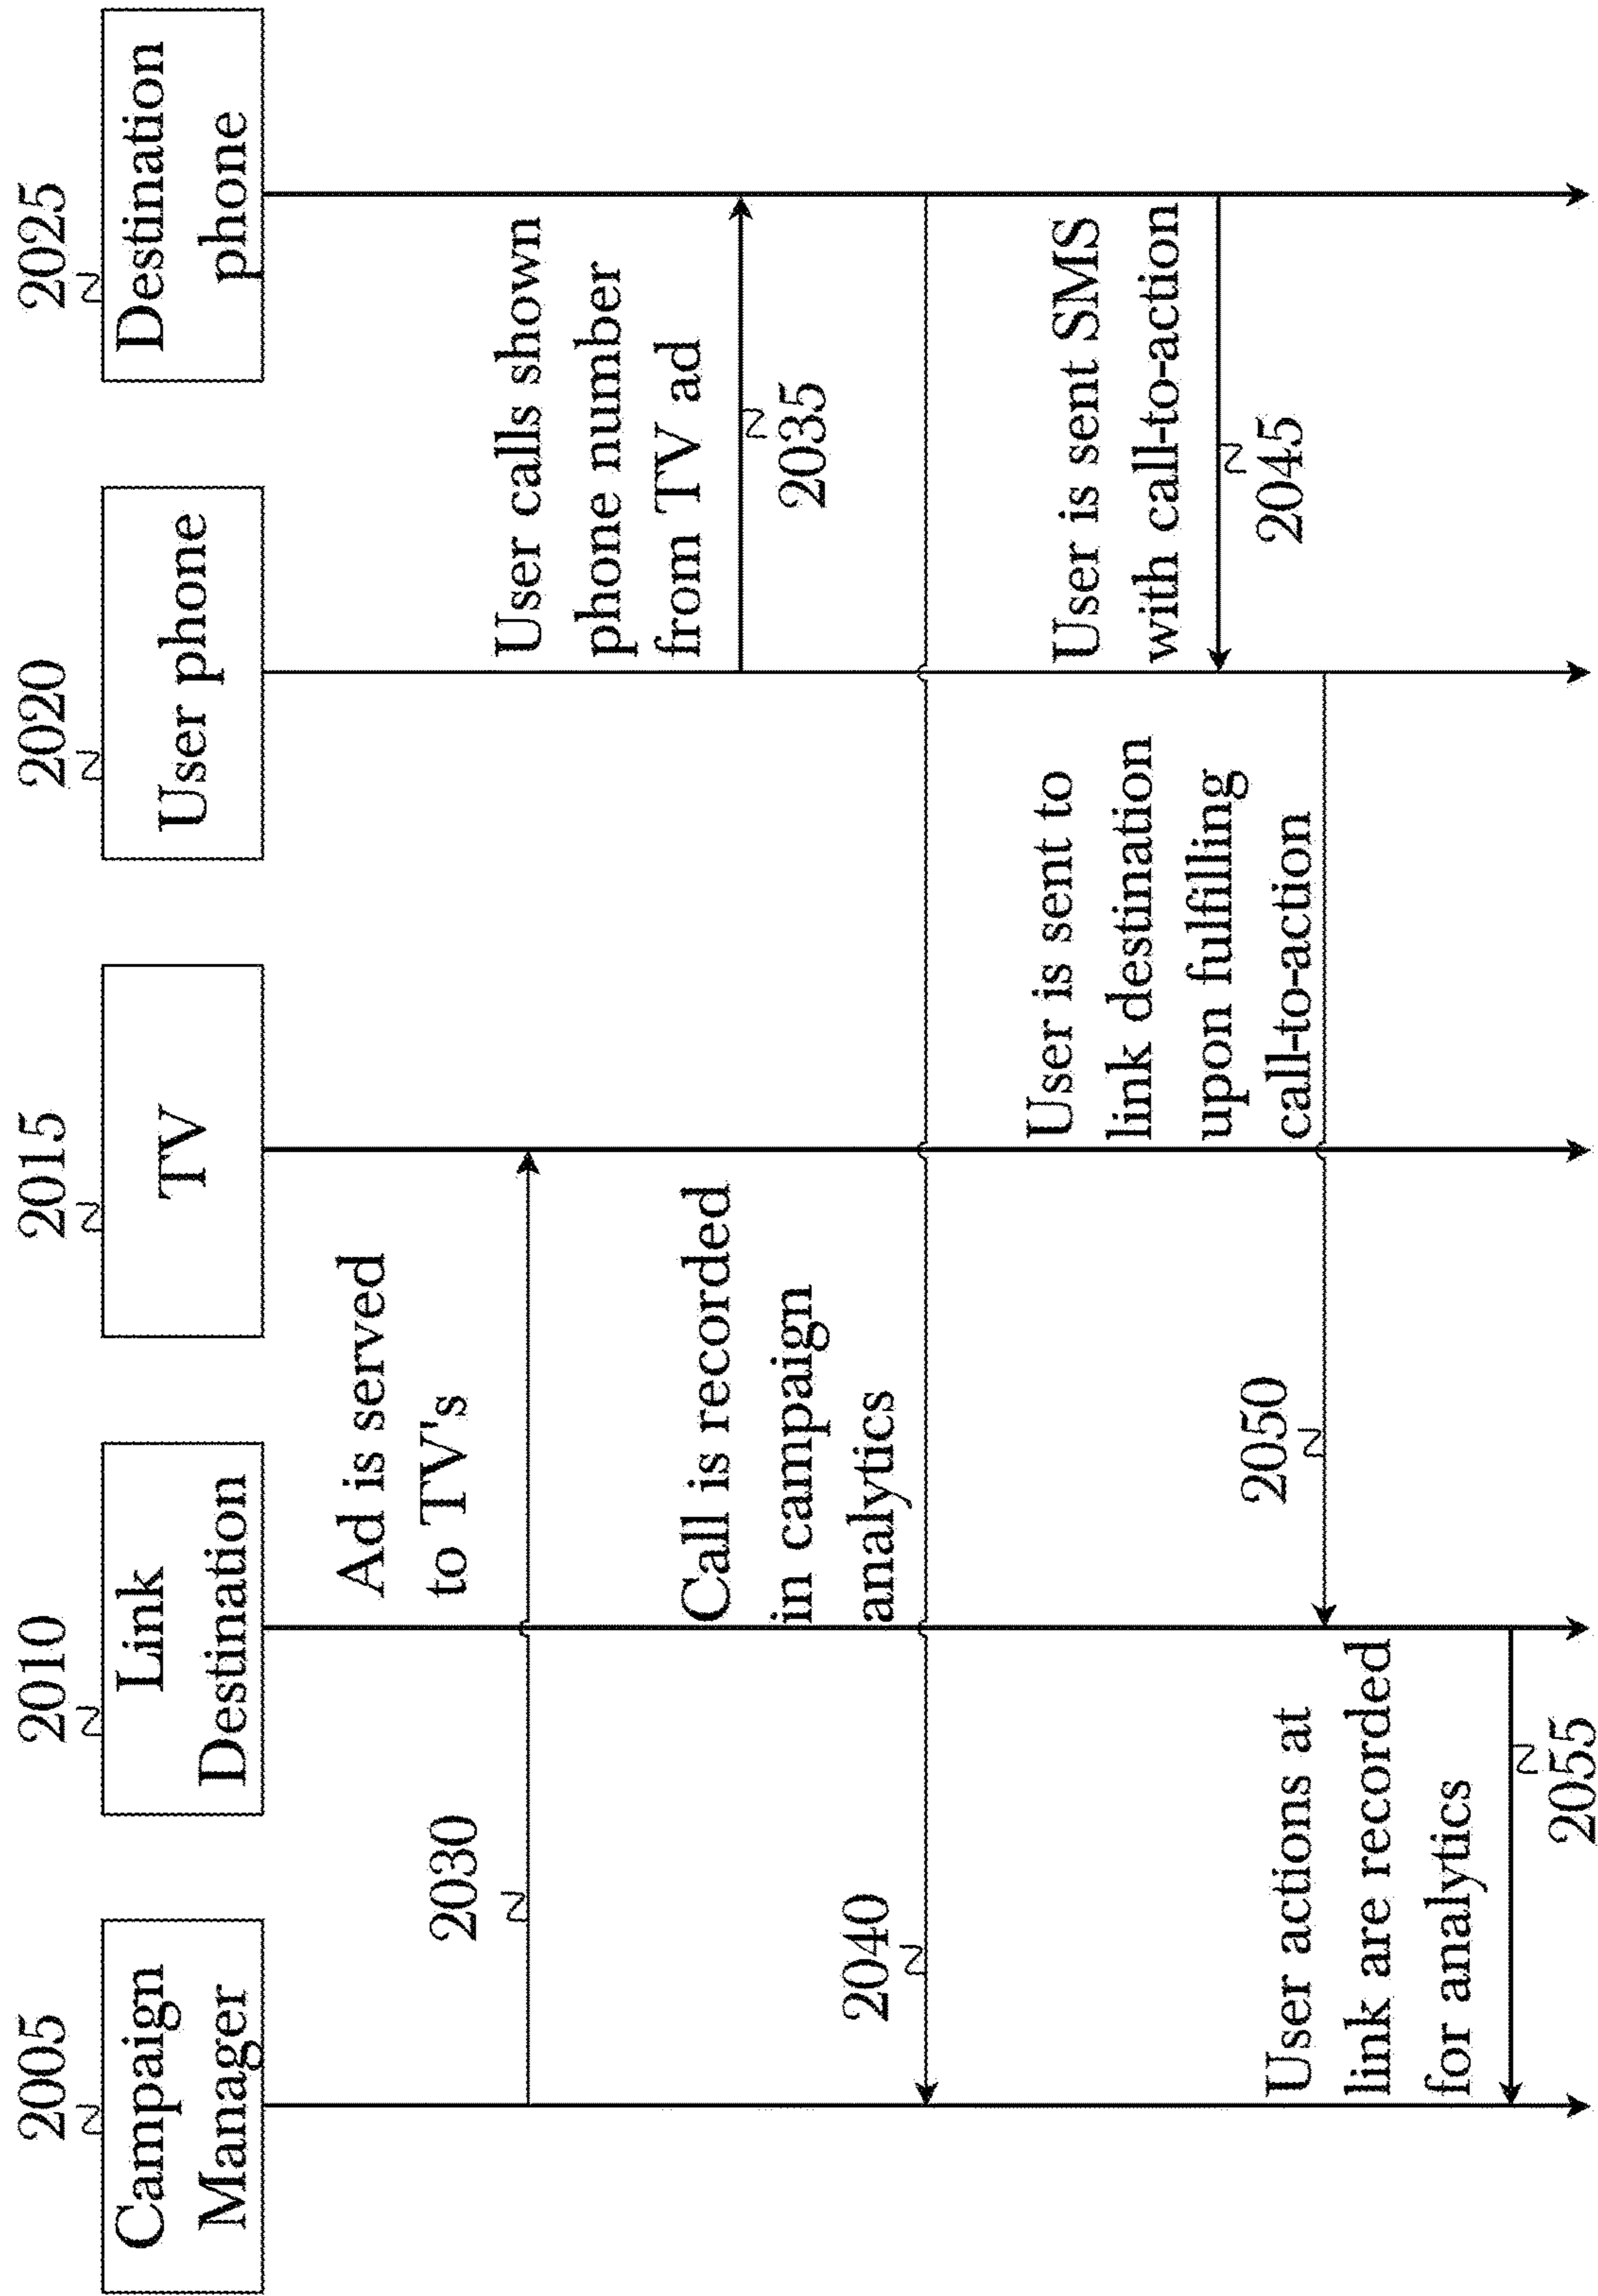 2005
2010
2015
2020
2025
Campaign
Manager
Link
Destination
TV
User phone
Destination
phone
Ad is served
to TV's
2030
User calls shown
phone number
from TV ad
2035
Call is recorded
in campaign
analytics
2040
User is sent SMS
with call-to-action
2045
User is sent to
link destination
upon fulfilling
call-to-action
2050
User actions at
link are recorded
for analytics
2055